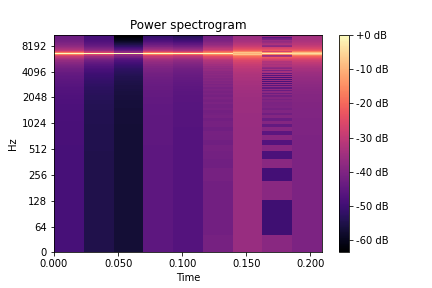 Power spectrogram
8192
4096
2048
1024
512
256
128
64
0
Hz
0.000 0.050 0.100 0.150 0.200
Time
+0 dB
-10 dB
-20 dB
-30 dB
-40 dB
-50 dB
-60 dB